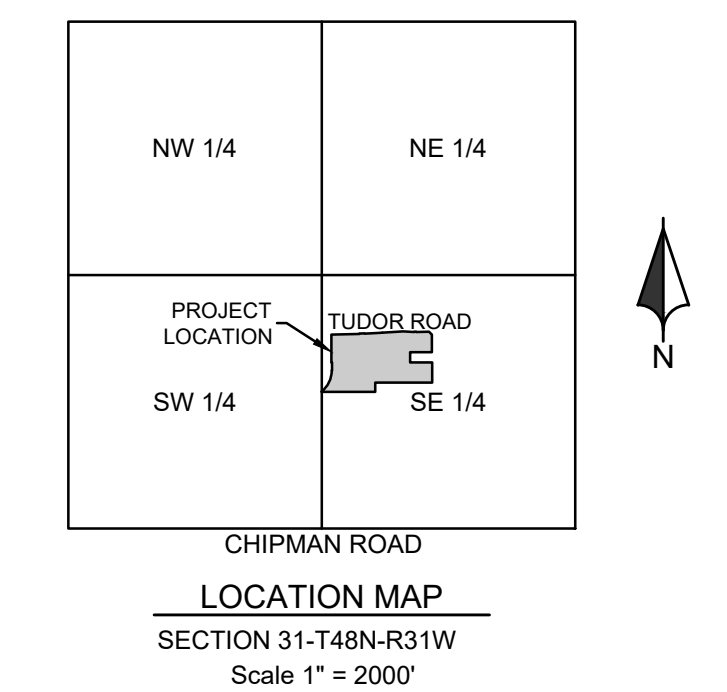 NW 1/4
NE 1/4
PROJECT
LOCATION
TUDOR ROAD
SW 1/4
SE 1/4
N
CHIPMAN ROAD
LOCATION MAP
SECTION 31-T48N-R31W
Scale 1" = 2000'